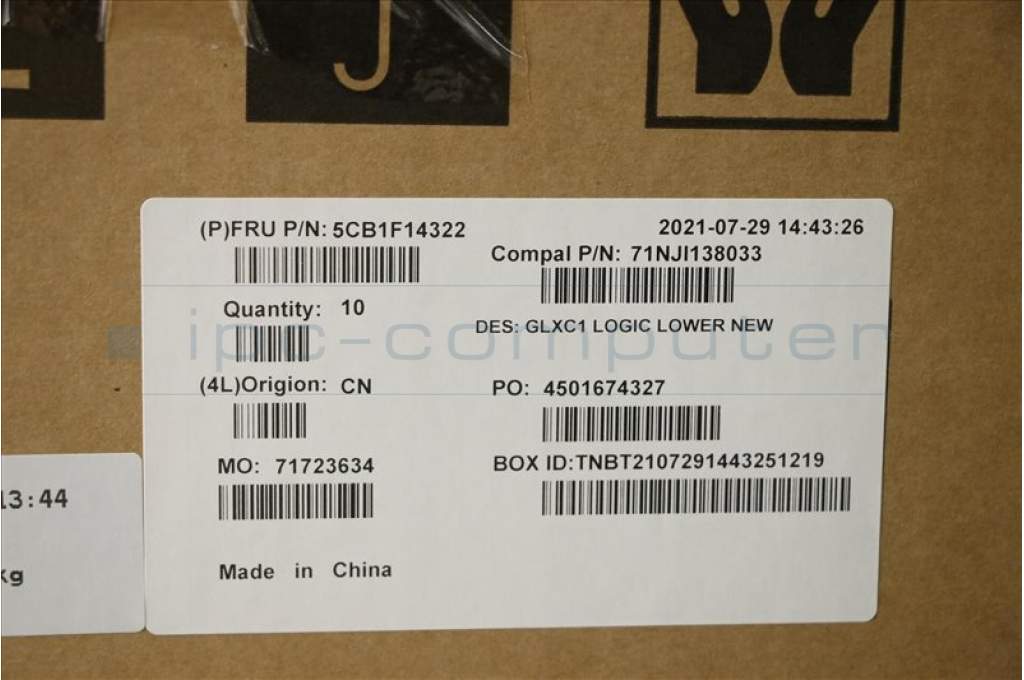 J
(P)FRU P/N: 5CB1F14322
2021-07-29 14:43:26
Compal P/N: 71NJI138033
Quantity: 10
DES: GLXC1 LOGIC LOWER NEW
ipc-computer
(4L)Origion: CN
PO: 4501674327
MO: 71723634
BOX ID:TNBT2107291443251219
13:44
Made in China
kg